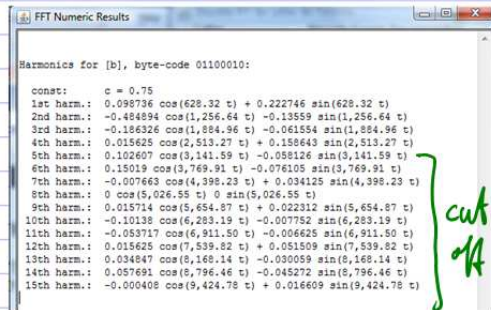 FFT Numeric Results
Harmonics for [b], byte-code 01100010:
const: c = 0.75
1st harm.: 0.098736 cos(628.32 t) + 0.222746 sin(628.32 t)
2nd harm.: -0.484894 cos(1,256.64 t) -0.13559 sin(1,256.64 t)
3rd harm.: -0.186326 cos(1,884.96 t) -0.061554 sin(1,884.96 t)
4th harm.: 0.015625 cos(2,513.27 t) + 0.158643 sin(2,513.27 t)
5th harm.: 0.102607 cos(3,141.59 t) -0.058126 sin(3,141.59 t)
6th harm.: 0.15019 cos(3,769.91 t) -0.076105 sin(3,769.91 t)
7th harm.: -0.007663 cos(4,398.23 t) + 0.034125 sin(4,398.23 t)
8th harm.: 0 cos(5,026.55 t) 0 sin(5,026.55 t)
9th harm.: 0.015714 cos(5,654.87 t) + 0.022312 sin(5,654.87 t)
10th harm.: -0.10138 cos(6,283.19 t) -0.007752 sin(6,283.19 t)
11th harm.: -0.053717 cos(6,911.50 t) -0.006625 sin(6,911.50 t)
12th harm.: 0.015625 cos(7,539.82 t) + 0.051509 sin(7,539.82 t)
13th harm.: 0.034847 cos(8,168.14 t) -0.030059 sin(8,168.14 t)
14th harm.: 0.057691 cos(8,796.46 t) -0.045272 sin(8,796.46 t)
15th harm.: -0.000408 cos(9,424.78 t) + 0.016609 sin(9,424.78 t)
cut
off